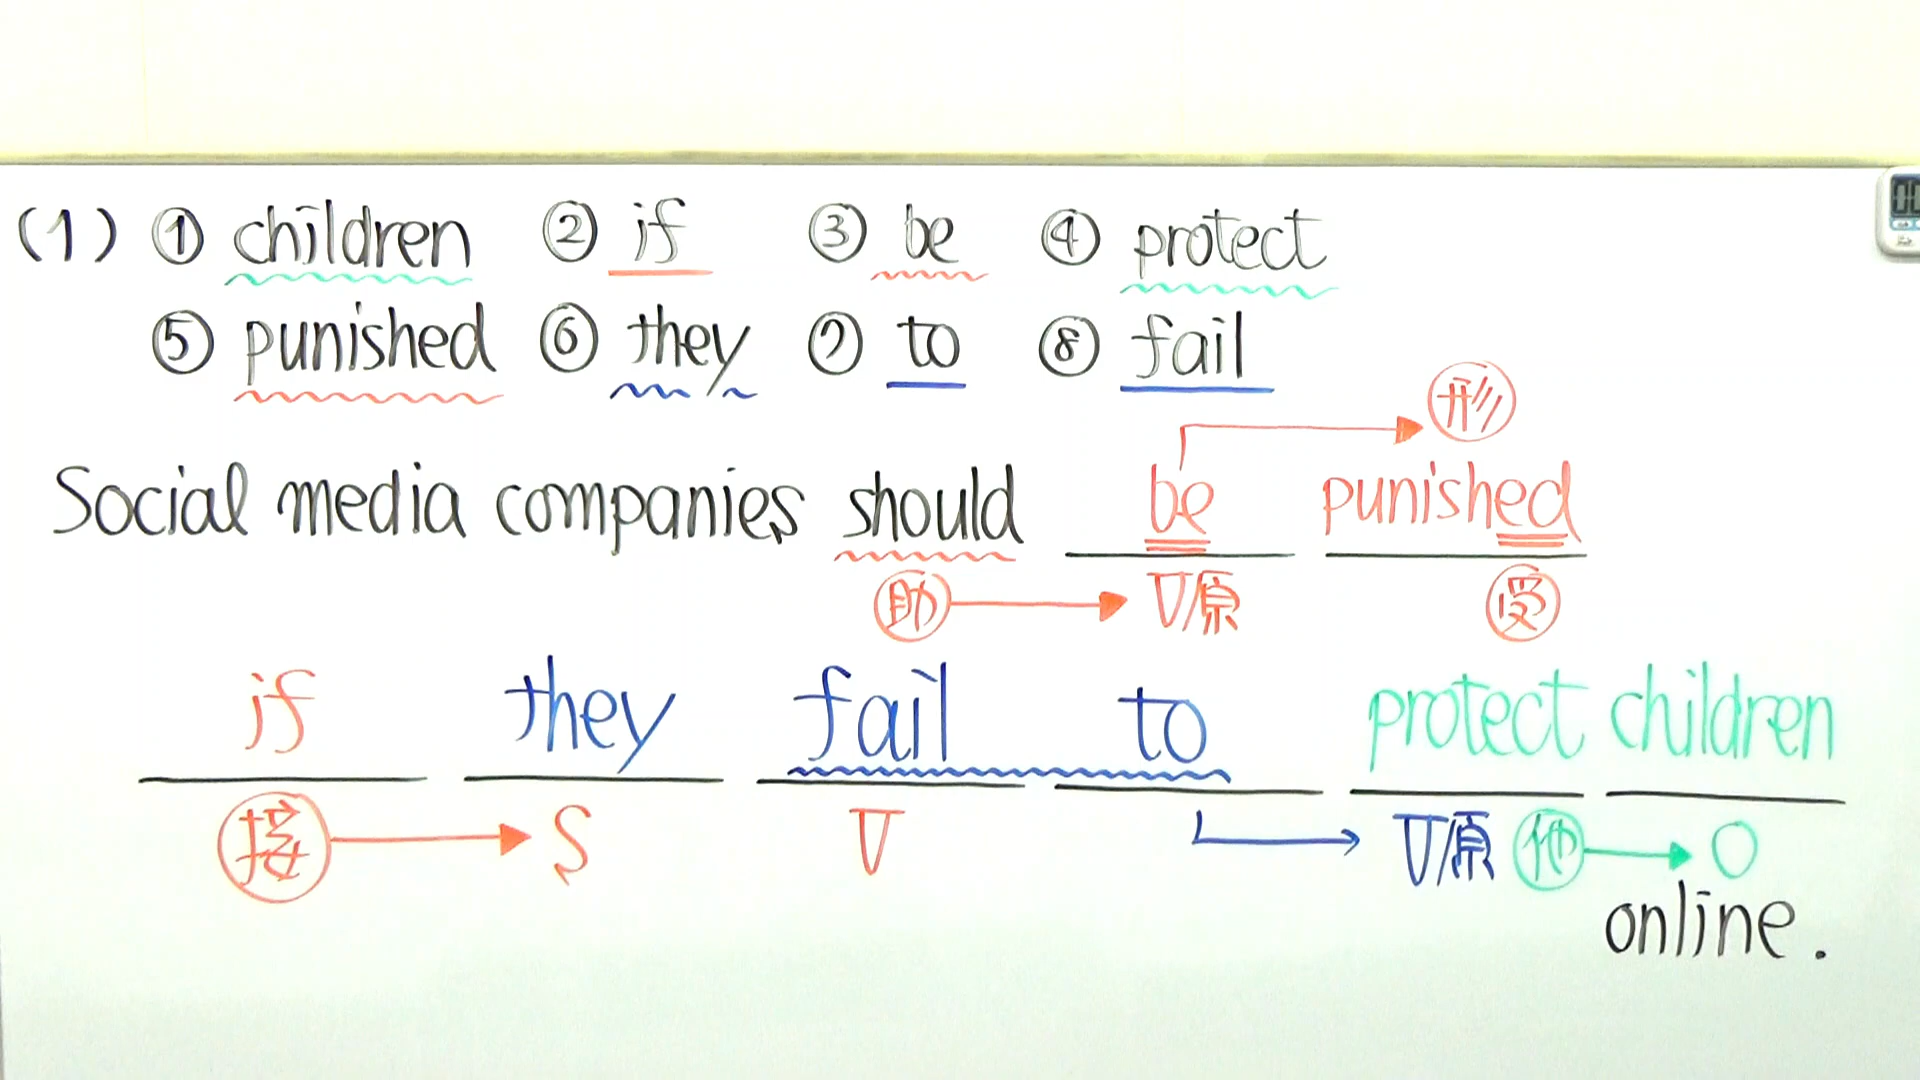 (1) ① children ② if ③ be ④ protect
⑤ punished ⑥ they ⑦ to ⑧ fail
形
Social media companies should be punished
助 V原 受
if they fail to protect children
接 S V V原 他 O
online.